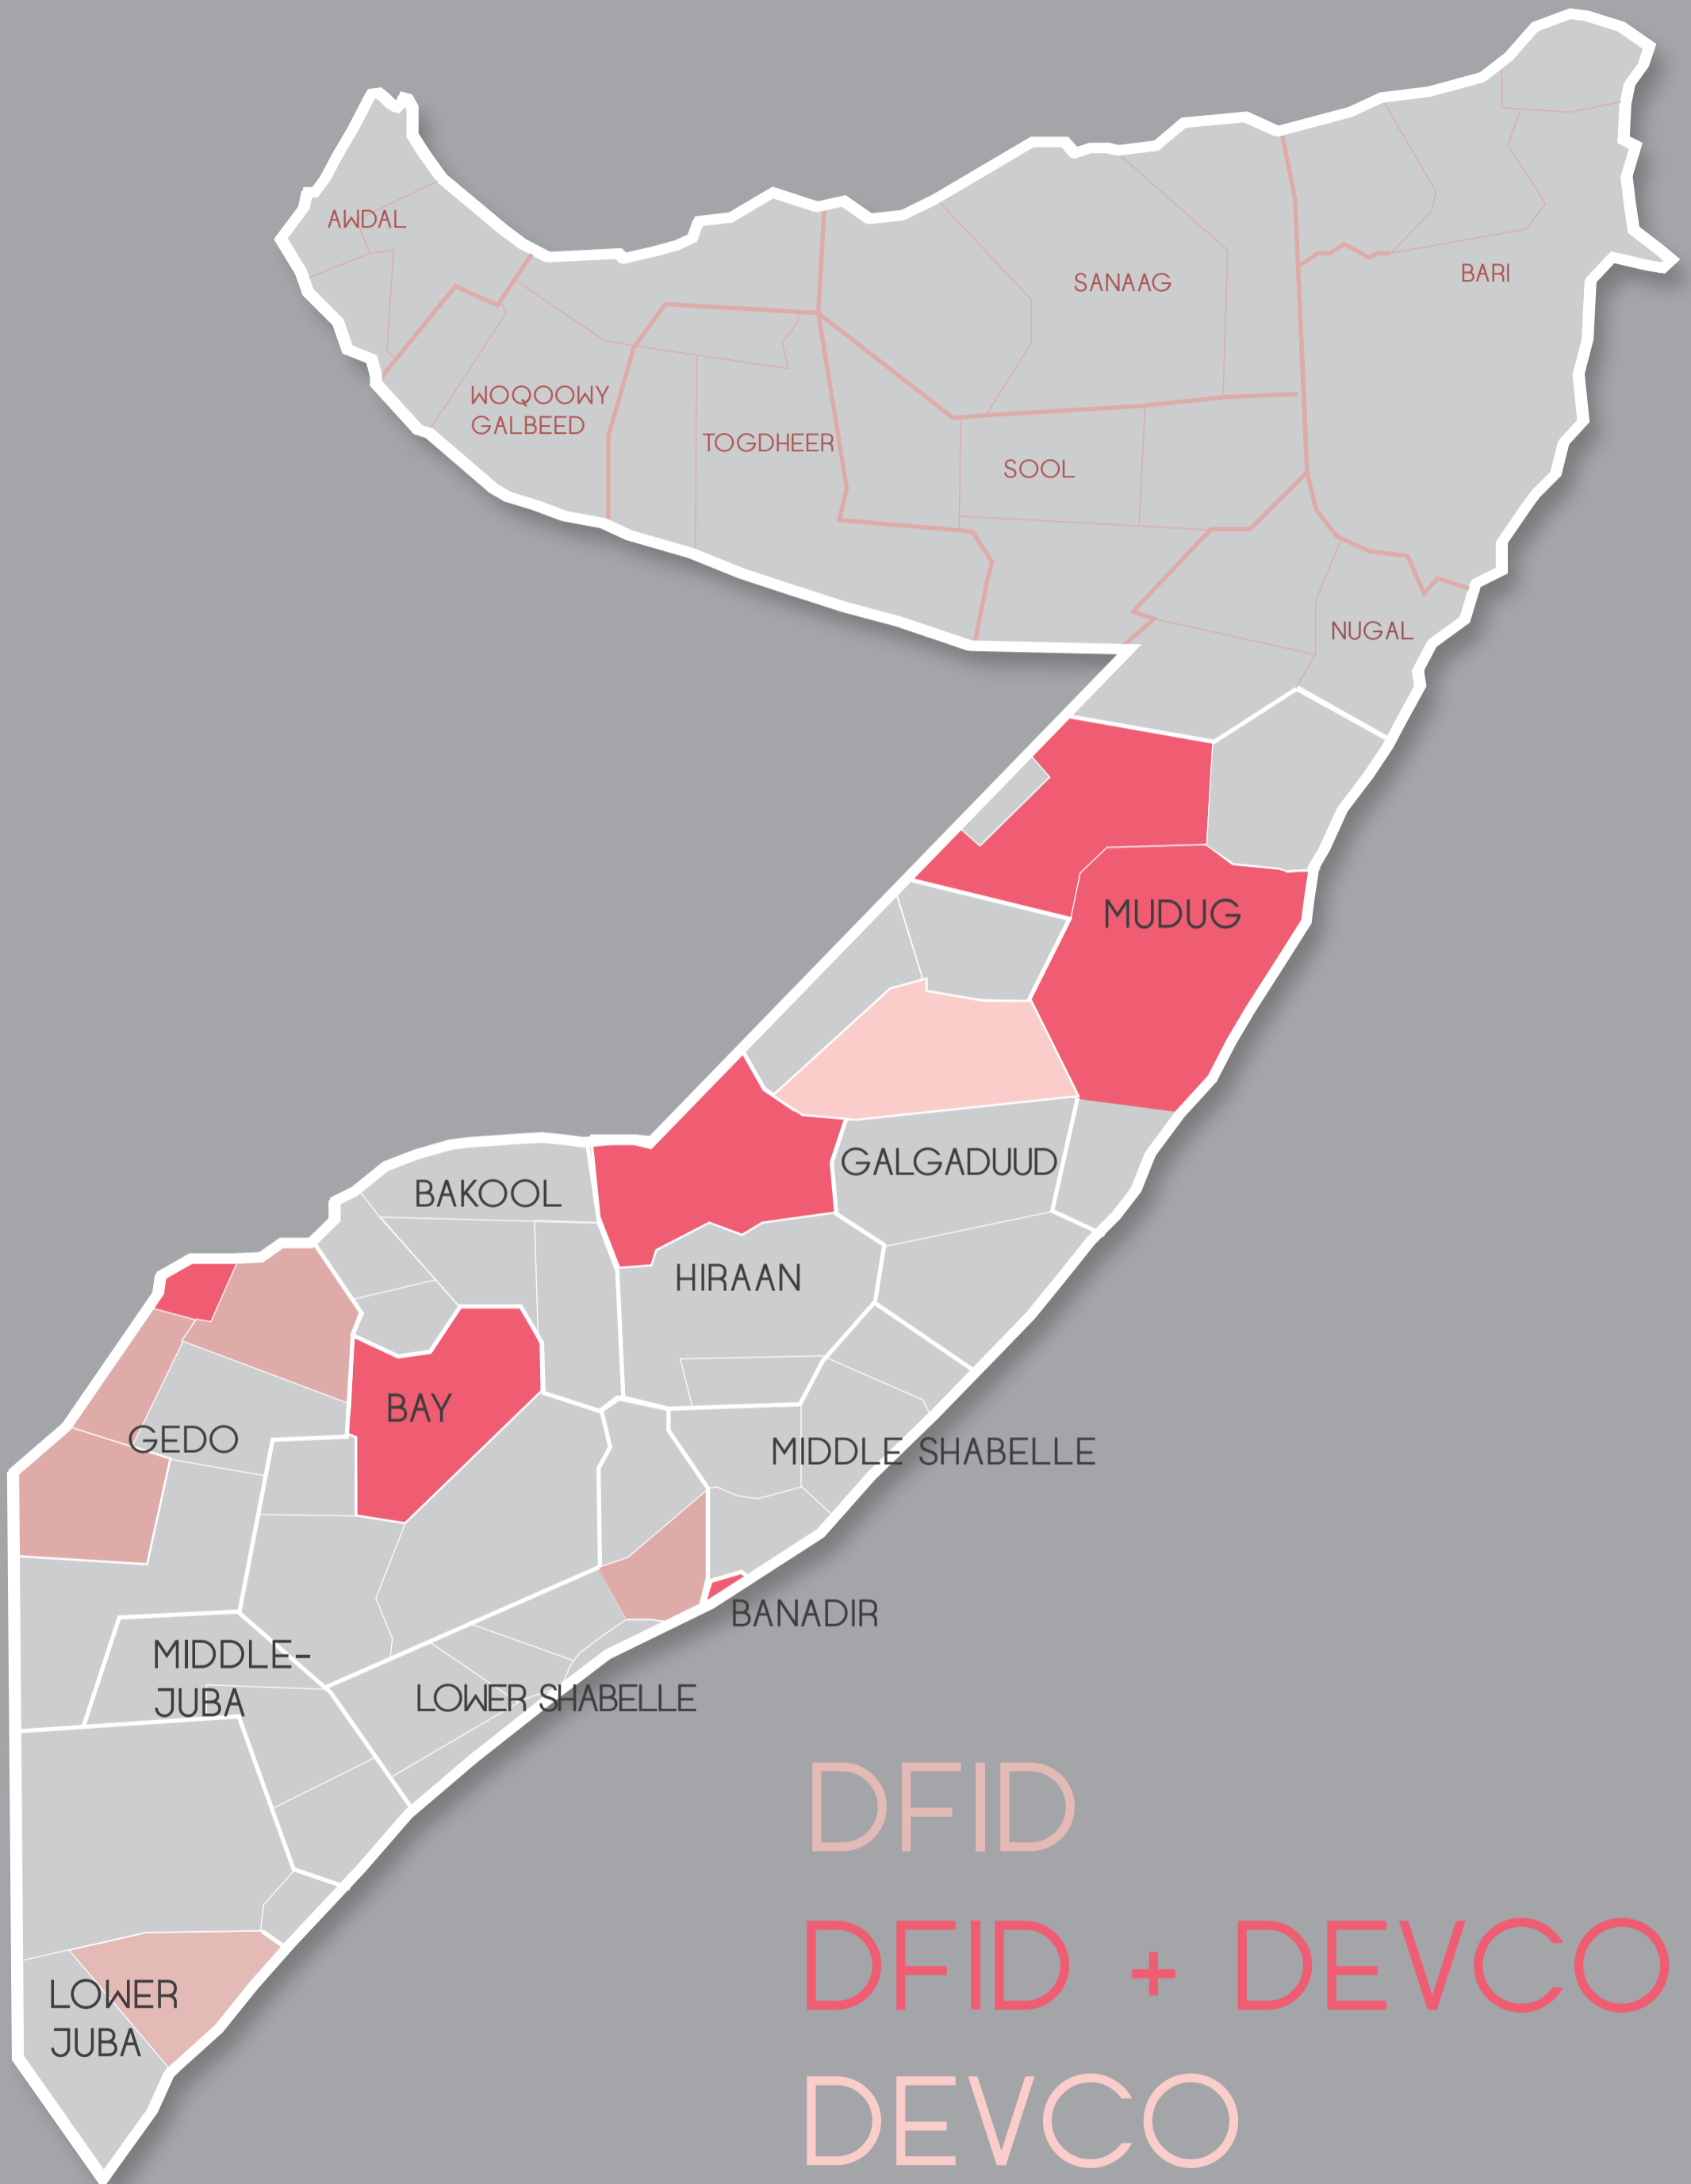 AWDAL
SANAAG
BARI
WOQOOWY
GALBEED
TOGDHEER
SOOL
NUGAL
MUDUG
GALGADUUD
BAKOOL
HIRAAN
BAY
GEDO
MIDDLE SHABELLE
BANADIR
MIDDLE-
JUBA
LOWER SHABELLE
LOWER
JUBA
DFID
DFID + DEVCO
DEVCO